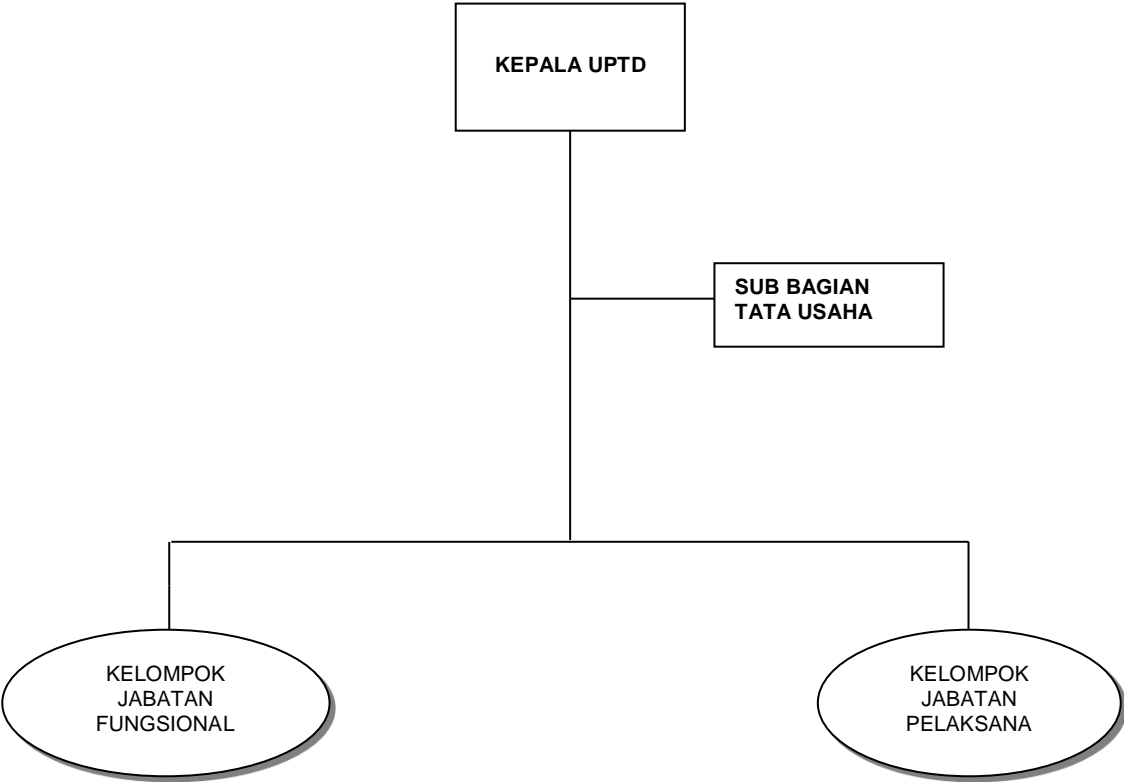 KEPALA UPTD
SUB BAGIAN
TATA USAHA
KELOMPOK
JABATAN
FUNGSIONAL
KELOMPOK
JABATAN
PELAKSANA